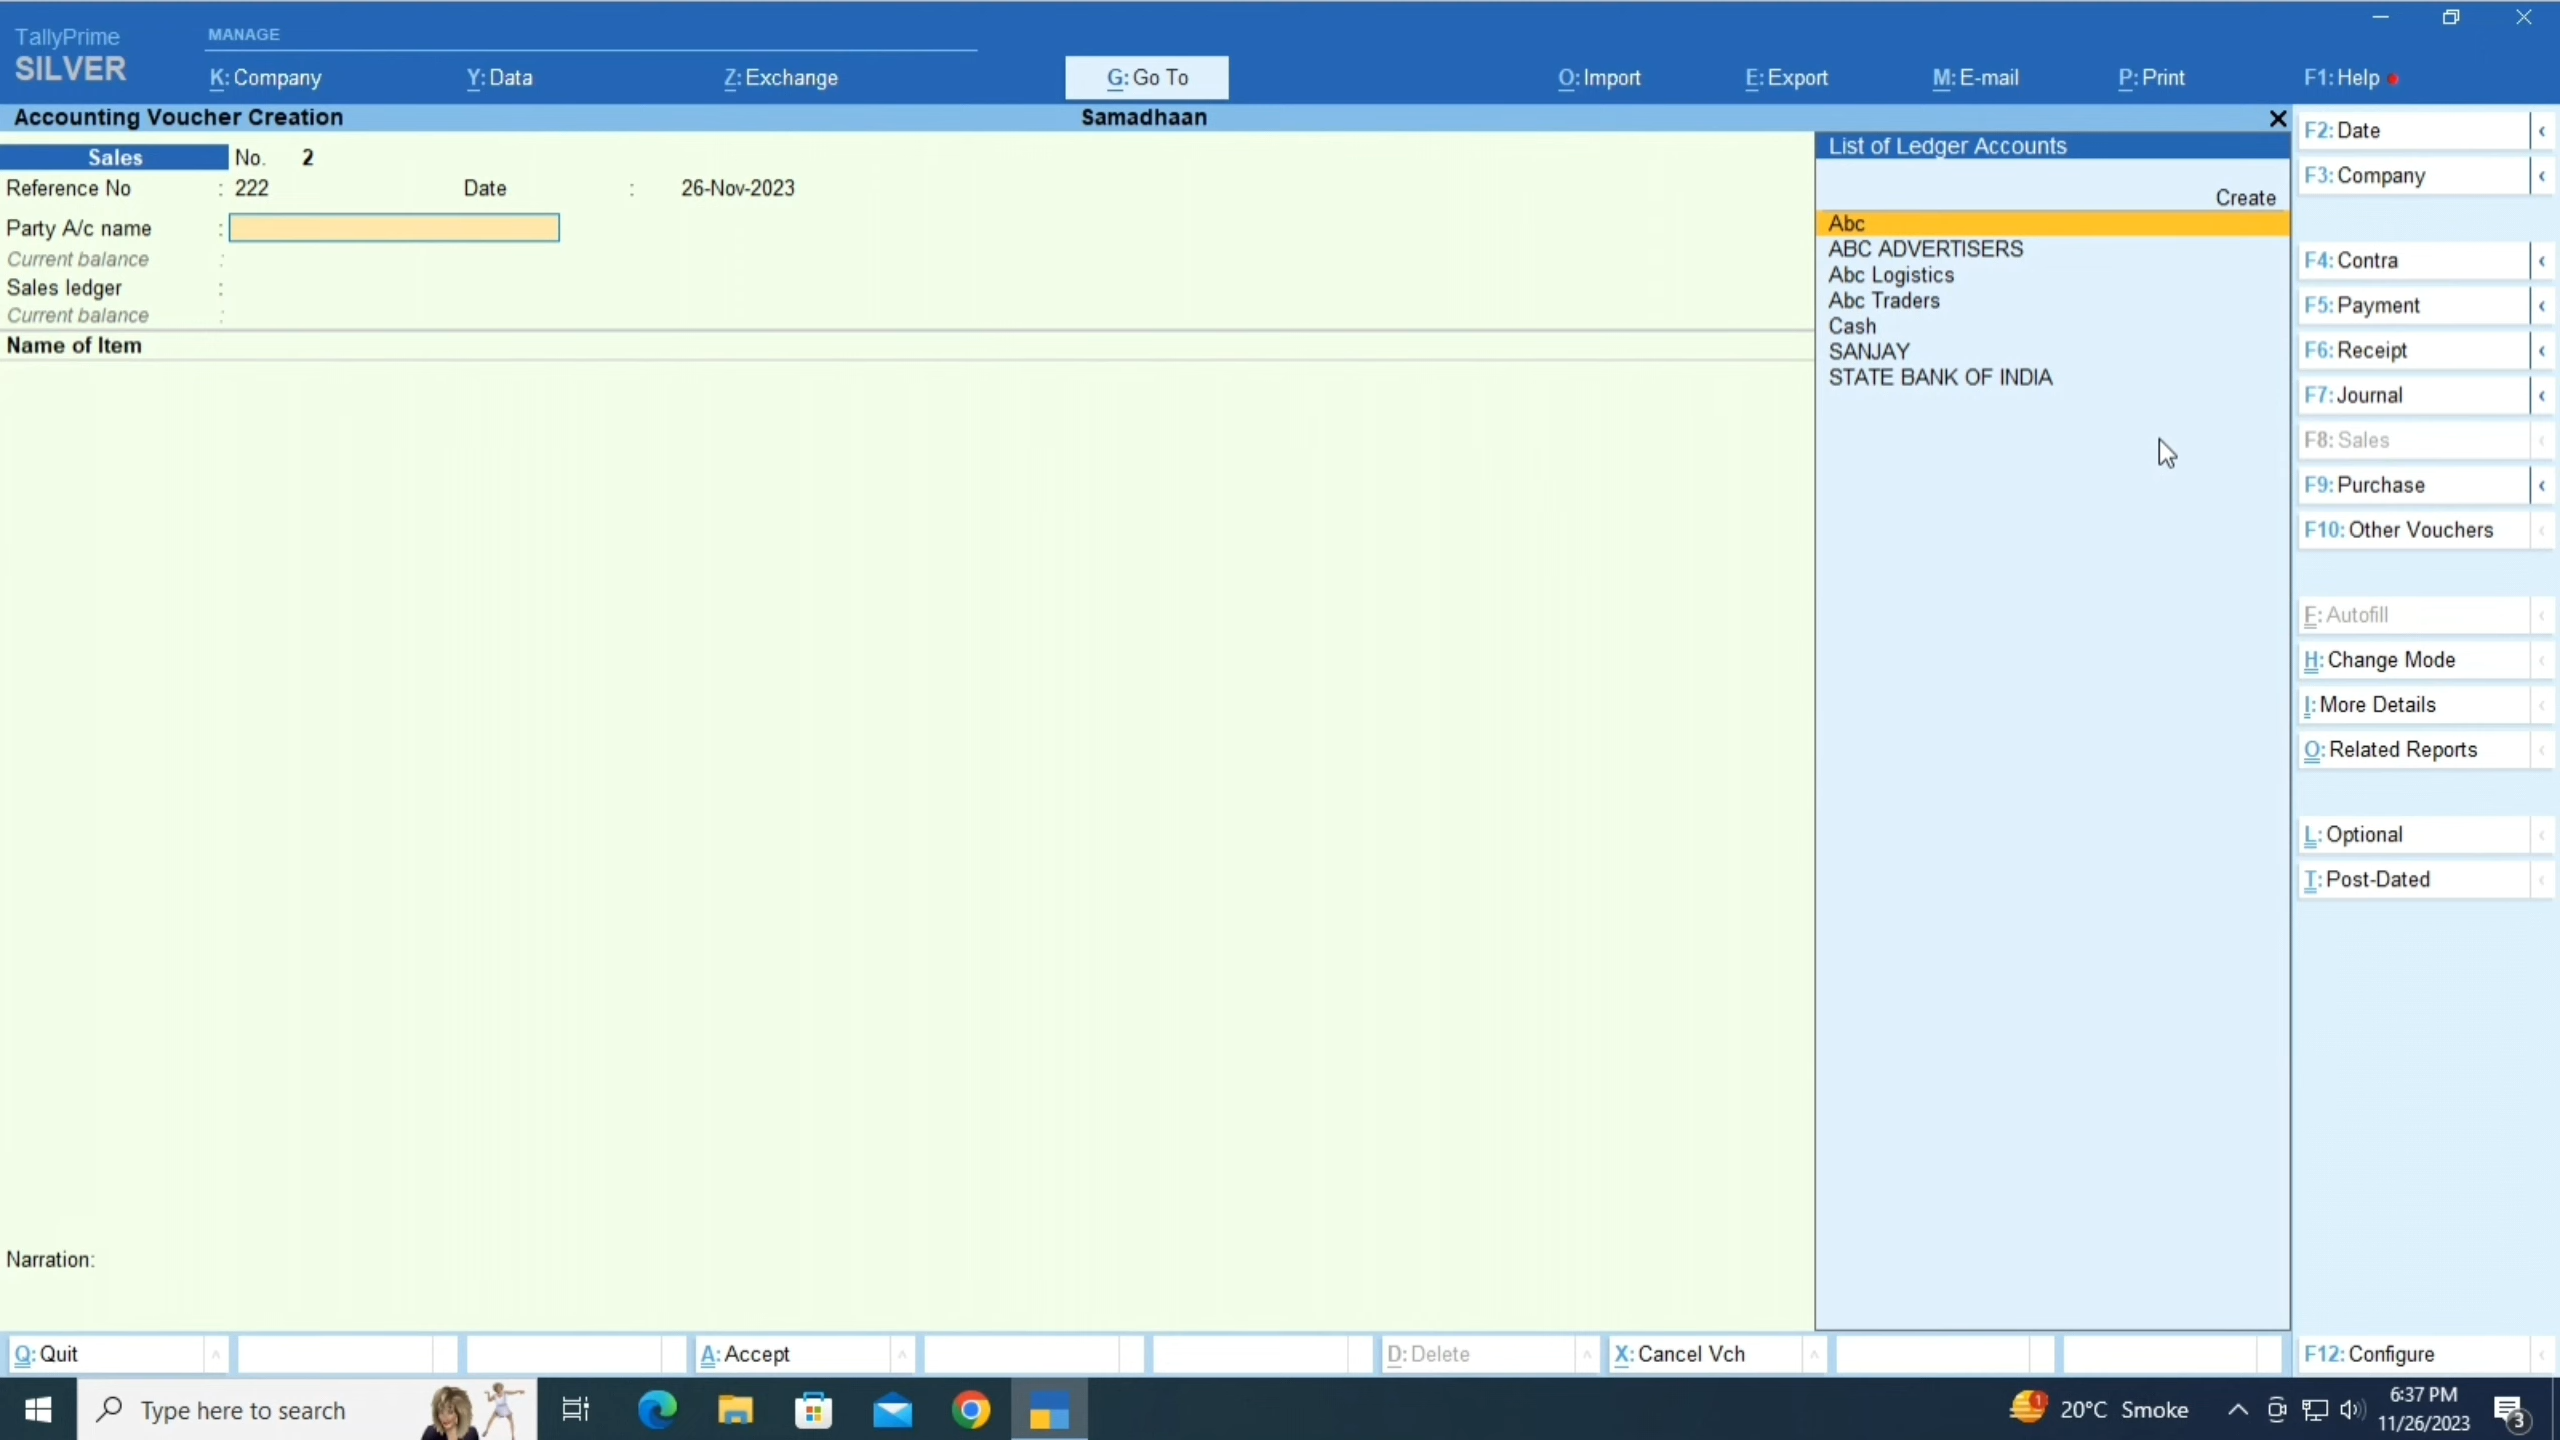 TallyPrime
SILVER
MANAGE
K: Company
Y: Data
Z: Exchange
G: Go To
O: Import
E: Export
M: E-mail
P: Print
F1: Help
Accounting Voucher Creation
Samadhaan
Sales No. 2
Reference No : 222 Date : 26-Nov-2023
Party A/c name :
Current balance :
Sales ledger :
Current balance :
Name of Item
Narration:
List of Ledger Accounts
Create
Abc
ABC ADVERTISERS
Abc Logistics
Abc Traders
Cash
SANJAY
STATE BANK OF INDIA
F2: Date
F3: Company
F4: Contra
F5: Payment
F6: Receipt
F7: Journal
F8: Sales
F9: Purchase
F10: Other Vouchers
F: Autofill
H: Change Mode
I: More Details
O: Related Reports
L: Optional
T: Post-Dated
F12: Configure
Q: Quit
A: Accept
D: Delete
X: Cancel Vch
Type here to search
1
20°C Smoke
6:37 PM
11/26/2023
3